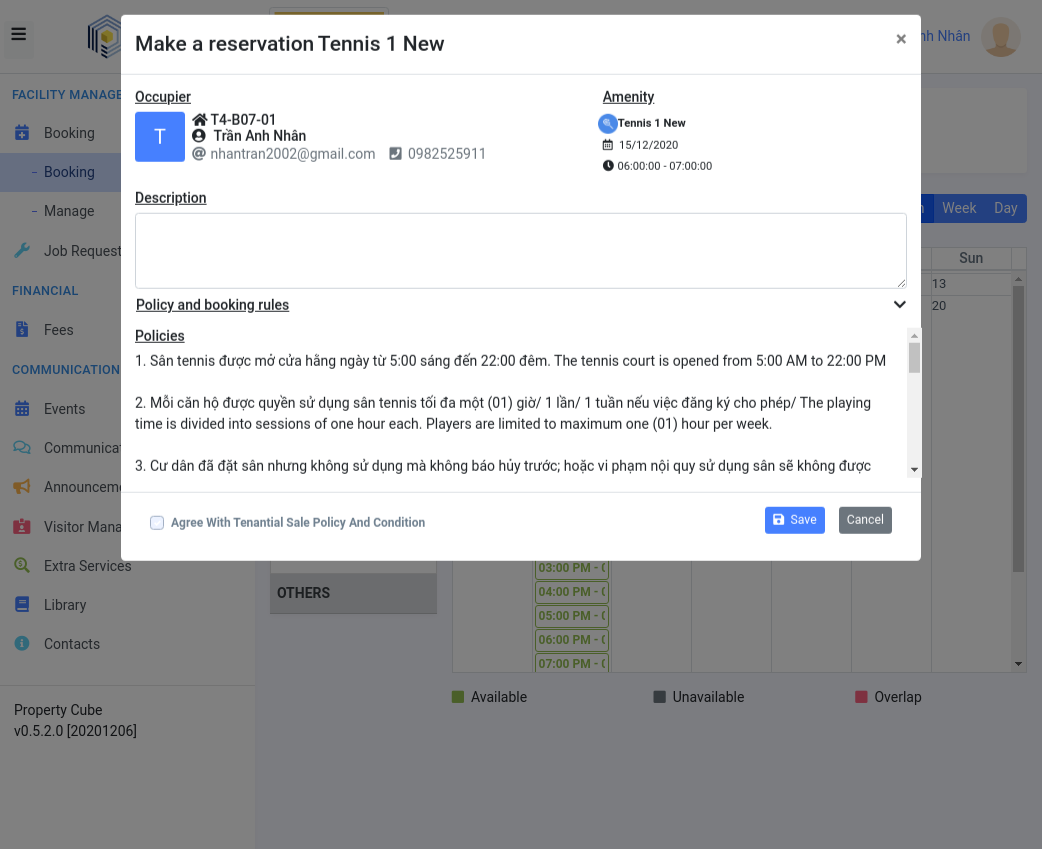 Make a reservation Tennis 1 New
×
nh Nhân
Occupier
T
T4-B07-01
Trần Anh Nhân
nhantran2002@gmail.com 0982525911
Amenity
Tennis 1 New
15/12/2020
06:00:00 - 07:00:00
Description
Policy and booking rules
Policies
1. Sân tennis được mở cửa hằng ngày từ 5:00 sáng đến 22:00 đêm. The tennis court is opened from 5:00 AM to 22:00 PM
2. Mỗi căn hộ được quyền sử dụng sân tennis tối đa một (01) giờ/ 1 lần/ 1 tuần nếu việc đăng ký cho phép/ The playing
time is divided into sessions of one hour each. Players are limited to maximum one (01) hour per week.
3. Cư dân đã đặt sân nhưng không sử dụng mà không báo hủy trước; hoặc vi phạm nội quy sử dụng sân sẽ không được
Agree With Tenantial Sale Policy And Condition
Save
Cancel
FACILITY MANAGE
Booking
- Booking
- Manage
Job Request
FINANCIAL
Fees
COMMUNICATION
Events
Communicat
Announceme
Visitor Mana
Extra Services
Library
Contacts
Property Cube
v0.5.2.0 [20201206]
Week
Day
Sun
13
20
OTHERS
03:00 PM - (
04:00 PM - (
05:00 PM - (
06:00 PM - (
07:00 PM - (
Available
Unavailable
Overlap